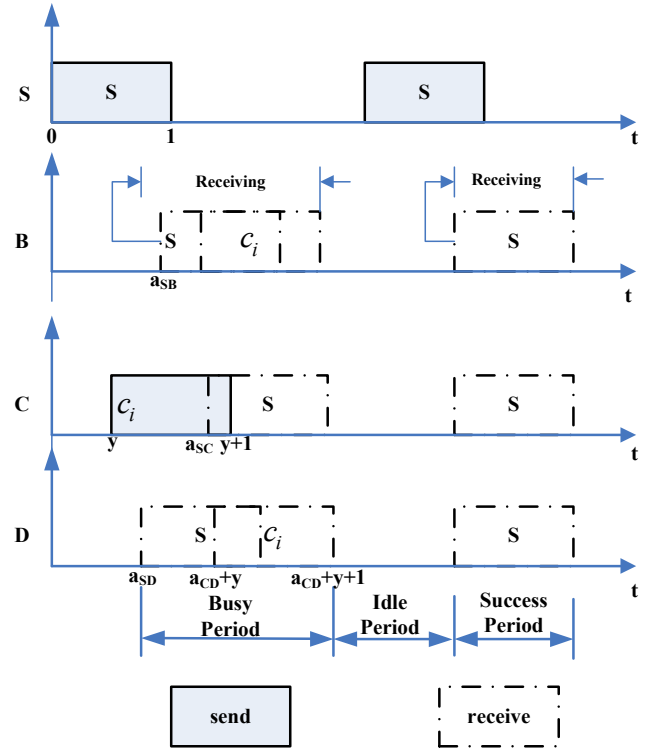 S
S
S
0
1
t
Receiving
Receiving
B
S
C_i
S
a_SB
t
C
C_i
S
S
y
a_SC
y+1
t
D
S
C_i
S
a_SD
a_CD+y
a_CD+y+1
t
Busy Period
Idle Period
Success Period
send
receive